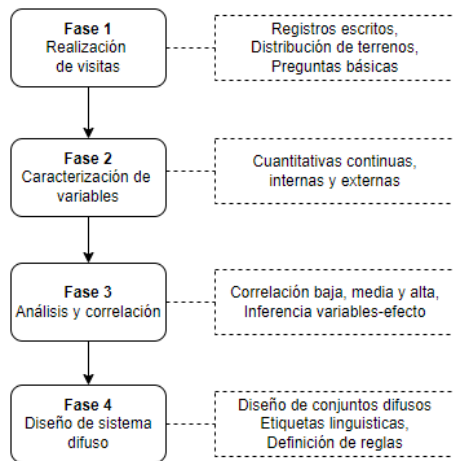 Fase 1
Realización
de visitas
Registros escritos,
Distribución de terrenos,
Preguntas básicas
Fase 2
Caracterización de
variables
Cuantitativas continuas,
internas y externas
Fase 3
Análisis y correlación
Correlación baja, media y alta,
Inferencia variables-efecto
Fase 4
Diseño de sistema
difuso
Diseño de conjuntos difusos
Etiquetas linguisticas,
Definición de reglas